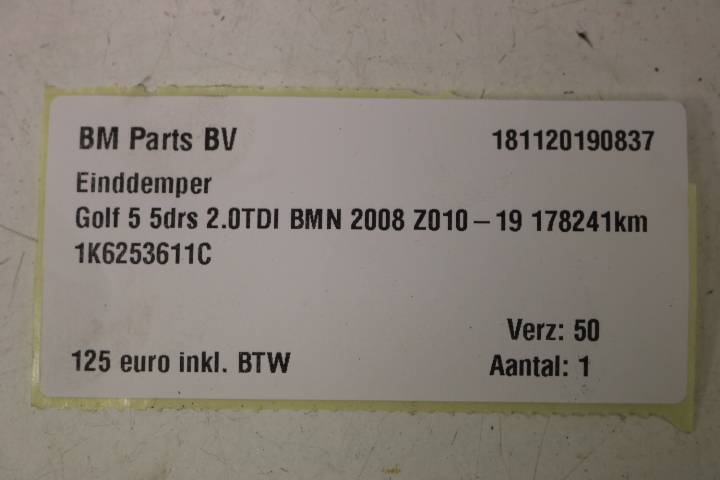 BM Parts BV 181120190837
Einddemper
Golf 5 5drs 2.0TDI BMN 2008 Z010-19 178241km
1K6253611C
Verz: 50
125 euro inkl. BTW Aantal: 1